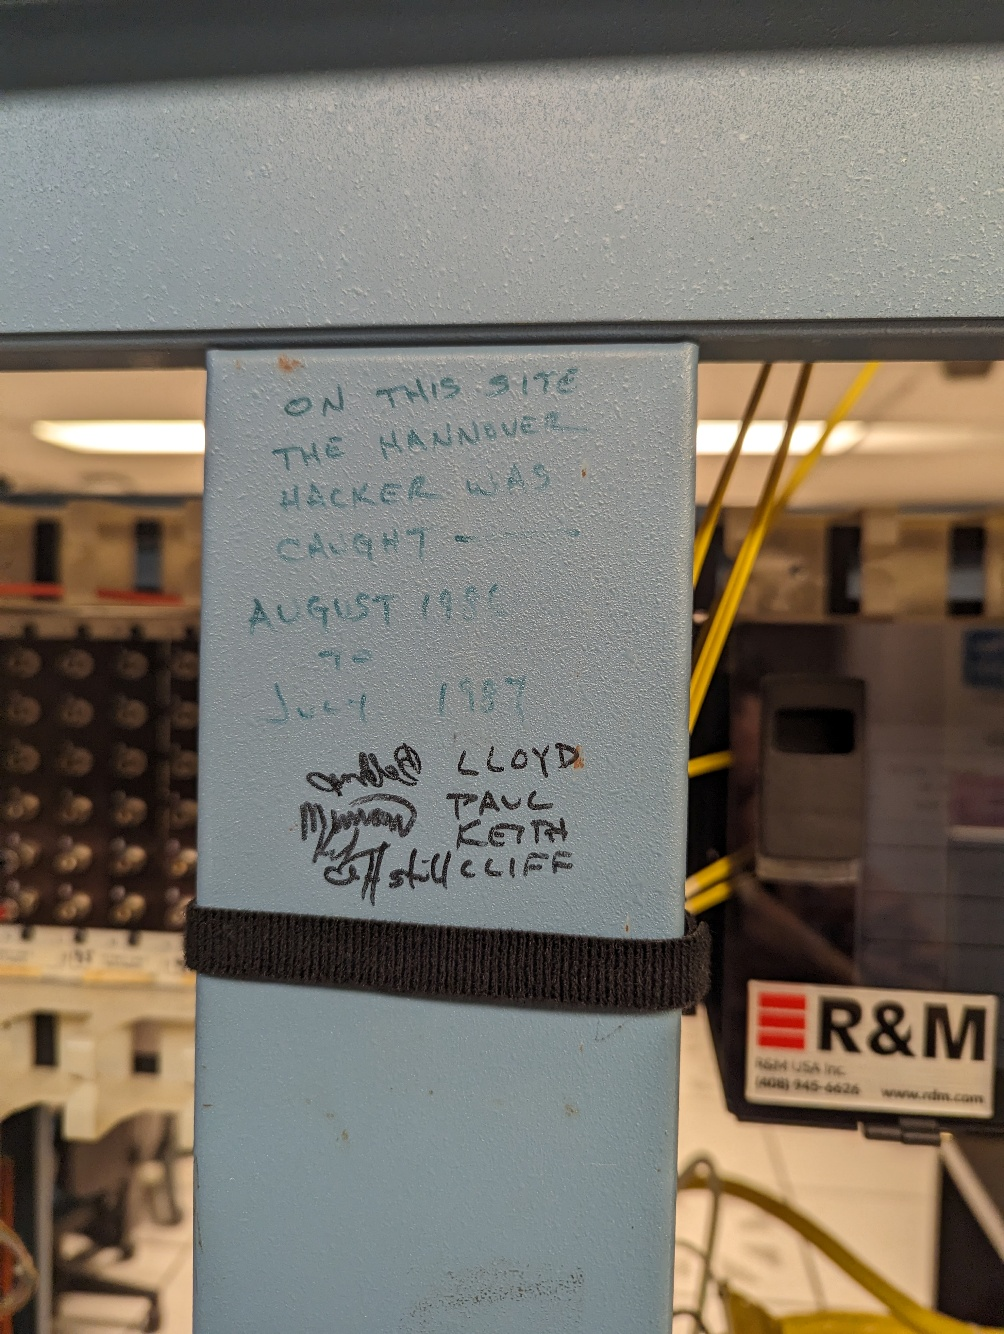 ON THIS SITE
THE HANNOVER
HACKER WAS
CAUGHT - - - -
AUGUST 1986
TO
JULY 1987
LLOYD
PAUL
KEITH
still CLIFF
R&M
R&M USA Inc.
(408) 945-6626 www.rdm.com